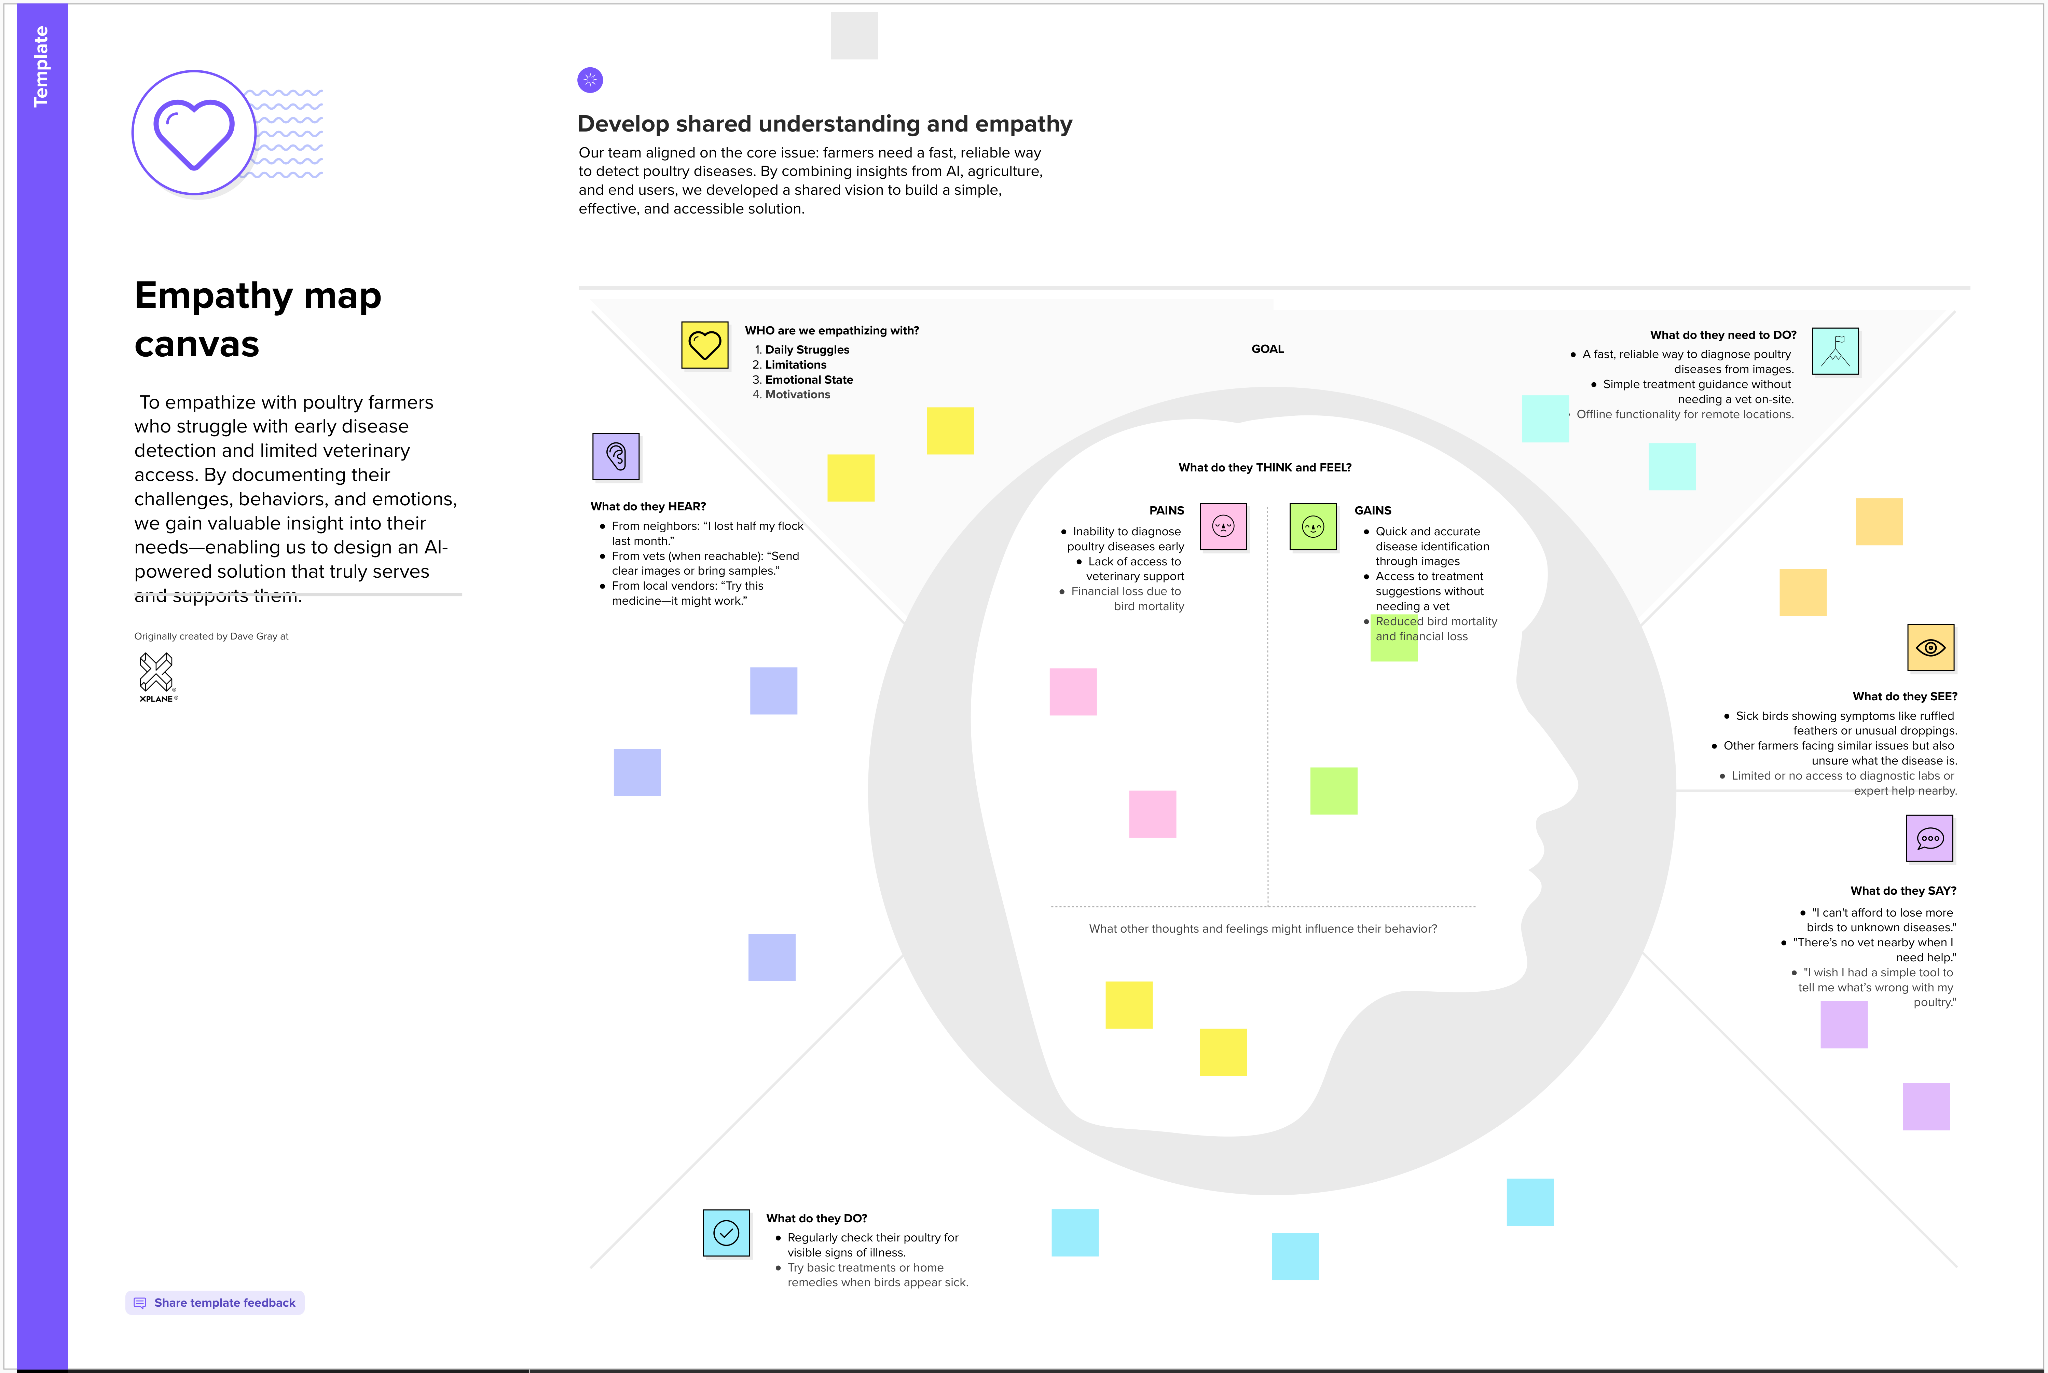 Template
Develop shared understanding and empathy
Our team aligned on the core issue: farmers need a fast, reliable way
to detect poultry diseases. By combining insights from AI, agriculture,
and end users, we developed a shared vision to build a simple,
effective, and accessible solution.
Empathy map
canvas
To empathize with poultry farmers
who struggle with early disease
detection and limited veterinary
access. By documenting their
challenges, behaviors, and emotions,
we gain valuable insight into their
needs—enabling us to design an AI-
powered solution that truly serves
and supports them.
Originally created by Dave Gray at
XPLANE®
Share template feedback
WHO are we empathizing with?
1. Daily Struggles
2. Limitations
3. Emotional State
4. Motivations
GOAL
What do they need to DO?
• A fast, reliable way to diagnose poultry
diseases from images.
• Simple treatment guidance without
needing a vet on-site.
• Offline functionality for remote locations.
What do they HEAR?
• From neighbors: “I lost half my flock
last month.”
• From vets (when reachable): “Send
clear images or bring samples.”
• From local vendors: “Try this
medicine—it might work.”
What do they THINK and FEEL?
PAINS
• Inability to diagnose
poultry diseases early
• Lack of access to
veterinary support
• Financial loss due to
bird mortality
GAINS
• Quick and accurate
disease identification
through images
• Access to treatment
suggestions without
needing a vet
• Reduced bird mortality
and financial loss
What other thoughts and feelings might influence their behavior?
What do they SEE?
• Sick birds showing symptoms like ruffled
feathers or unusual droppings.
• Other farmers facing similar issues but also
unsure what the disease is.
• Limited or no access to diagnostic labs or
expert help nearby.
What do they SAY?
• "I can’t afford to lose more
birds to unknown diseases."
• "There’s no vet nearby when I
need help."
• "I wish I had a simple tool to
tell me what’s wrong with my
poultry."
What do they DO?
• Regularly check their poultry for
visible signs of illness.
• Try basic treatments or home
remedies when birds appear sick.